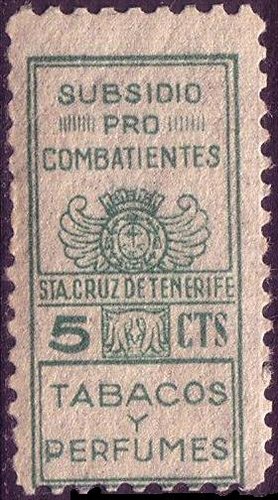 SUBSIDIO
PRO
COMBATIENTES
STA.CRUZ DE TENERIFE
5 CTS
TABACOS
Y
PERFUMES